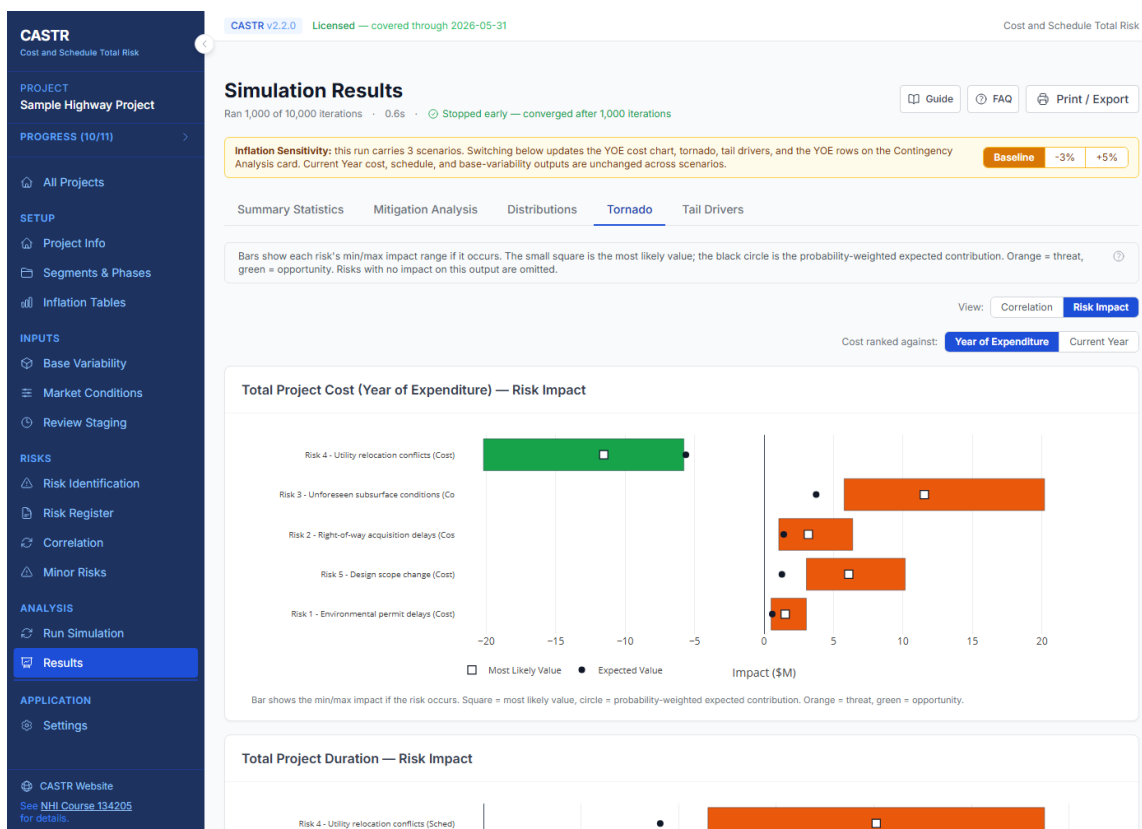 CASTR
Cost and Schedule Total Risk
PROJECT
Sample Highway Project
PROGRESS (10/11)
All Projects
SETUP
Project Info
Segments & Phases
Inflation Tables
INPUTS
Base Variability
Market Conditions
Review Staging
RISKS
Risk Identification
Risk Register
Correlation
Minor Risks
ANALYSIS
Run Simulation
Results
APPLICATION
Settings
CASTR Website
See NHI Course 134205
for details.
CASTR v2.2.0 Licensed — covered through 2026-05-31
Cost and Schedule Total Risk
Simulation Results
Ran 1,000 of 10,000 iterations · 0.6s · Stopped early — converged after 1,000 iterations
Guide FAQ Print / Export
Inflation Sensitivity: this run carries 3 scenarios. Switching below updates the YOE cost chart, tornado, tail drivers, and the YOE rows on the Contingency
Analysis card. Current Year cost, schedule, and base-variability outputs are unchanged across scenarios.
Baseline -3% +5%
Summary Statistics Mitigation Analysis Distributions Tornado Tail Drivers
Bars show each risk's min/max impact range if it occurs. The small square is the most likely value; the black circle is the probability-weighted expected contribution. Orange = threat,
green = opportunity. Risks with no impact on this output are omitted.
View: Correlation Risk Impact
Cost ranked against: Year of Expenditure Current Year
Total Project Cost (Year of Expenditure) — Risk Impact
Risk 4 - Utility relocation conflicts (Cost)
Risk 3 - Unforeseen subsurface conditions (Co
Risk 2 - Right-of-way acquisition delays (Cos
Risk 5 - Design scope change (Cost)
Risk 1 - Environmental permit delays (Cost)
−20 −15 −10 −5 0 5 10 15 20
Most Likely Value Expected Value
Impact ($M)
Bar shows the min/max impact if the risk occurs. Square = most likely value, circle = probability-weighted expected contribution. Orange = threat, green = opportunity.
Total Project Duration — Risk Impact
Risk 4 - Utility relocation conflicts (Sched)